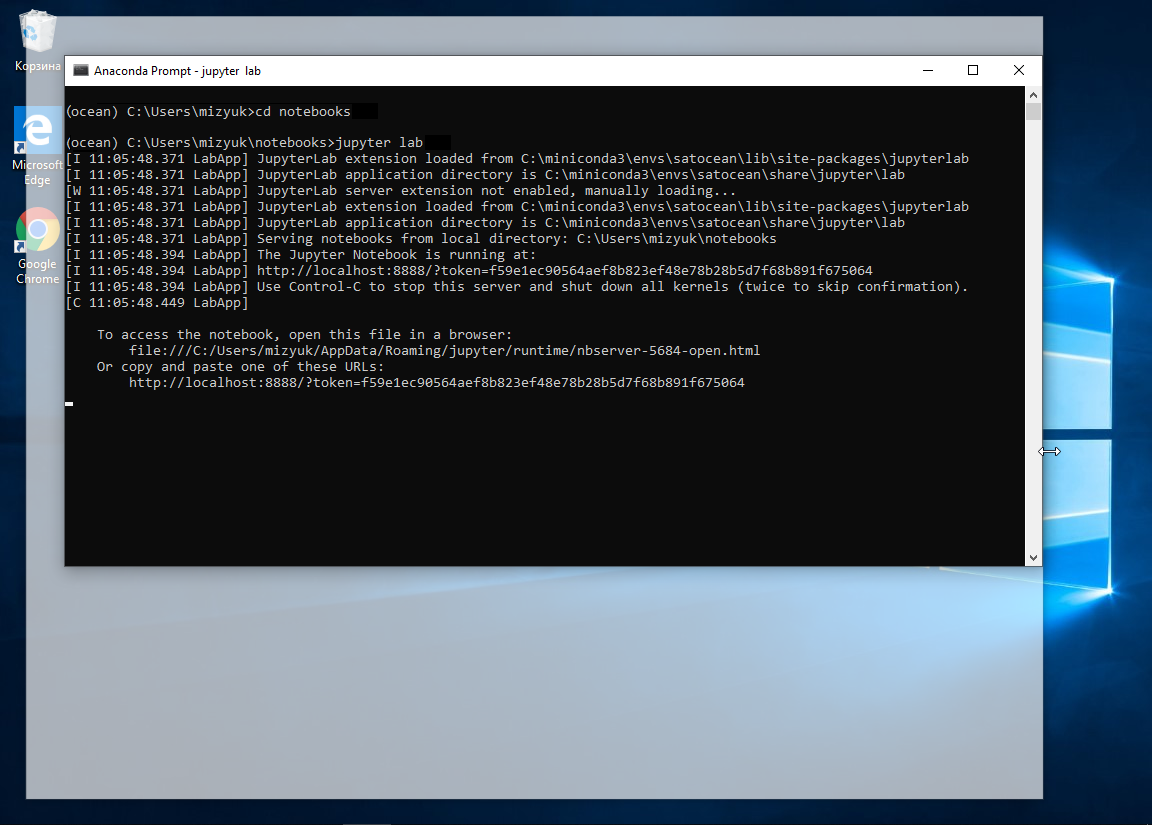 Корзина
Microsoft
Edge
Google
Chrome
Anaconda Prompt - jupyter lab
(ocean) C:\Users\mizyuk>cd notebooks
(ocean) C:\Users\mizyuk\notebooks>jupyter lab
[I 11:05:48.371 LabApp] JupyterLab extension loaded from C:\miniconda3\envs\satocean\lib\site-packages\jupyterlab
[I 11:05:48.371 LabApp] JupyterLab application directory is C:\miniconda3\envs\satocean\share\jupyter\lab
[W 11:05:48.371 LabApp] JupyterLab server extension not enabled, manually loading...
[I 11:05:48.371 LabApp] JupyterLab extension loaded from C:\miniconda3\envs\satocean\lib\site-packages\jupyterlab
[I 11:05:48.371 LabApp] JupyterLab application directory is C:\miniconda3\envs\satocean\share\jupyter\lab
[I 11:05:48.371 LabApp] Serving notebooks from local directory: C:\Users\mizyuk\notebooks
[I 11:05:48.394 LabApp] The Jupyter Notebook is running at:
[I 11:05:48.394 LabApp] http://localhost:8888/?token=f59e1ec90564aef8b823ef48e78b28b5d7f68b891f675064
[I 11:05:48.394 LabApp] Use Control-C to stop this server and shut down all kernels (twice to skip confirmation).
[C 11:05:48.449 LabApp]
To access the notebook, open this file in a browser:
file:///C:/Users/mizyuk/AppData/Roaming/jupyter/runtime/nbserver-5684-open.html
Or copy and paste one of these URLs:
http://localhost:8888/?token=f59e1ec90564aef8b823ef48e78b28b5d7f68b891f675064